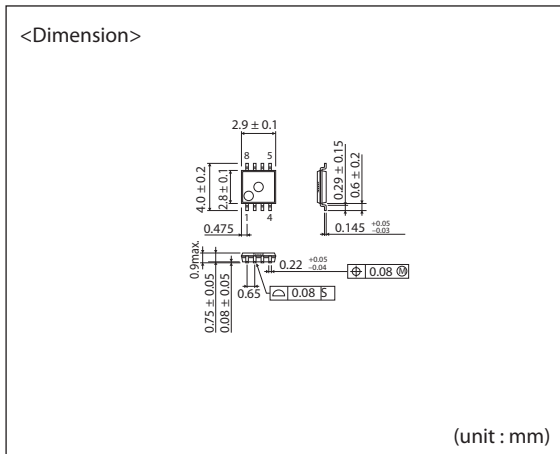 <Dimension>
2.9 ± 0.1
8 5
4.0 ± 0.2
2.8 ± 0.1
1 4
0.475
0.29 ± 0.15
0.6 ± 0.2
0.145 +0.05 −0.03
0.9max.
0.75 ± 0.05
0.08 ± 0.05
0.65
0.22 +0.05 −0.04
⌖ 0.08 Ⓜ
⌓ 0.08 S
(unit : mm)